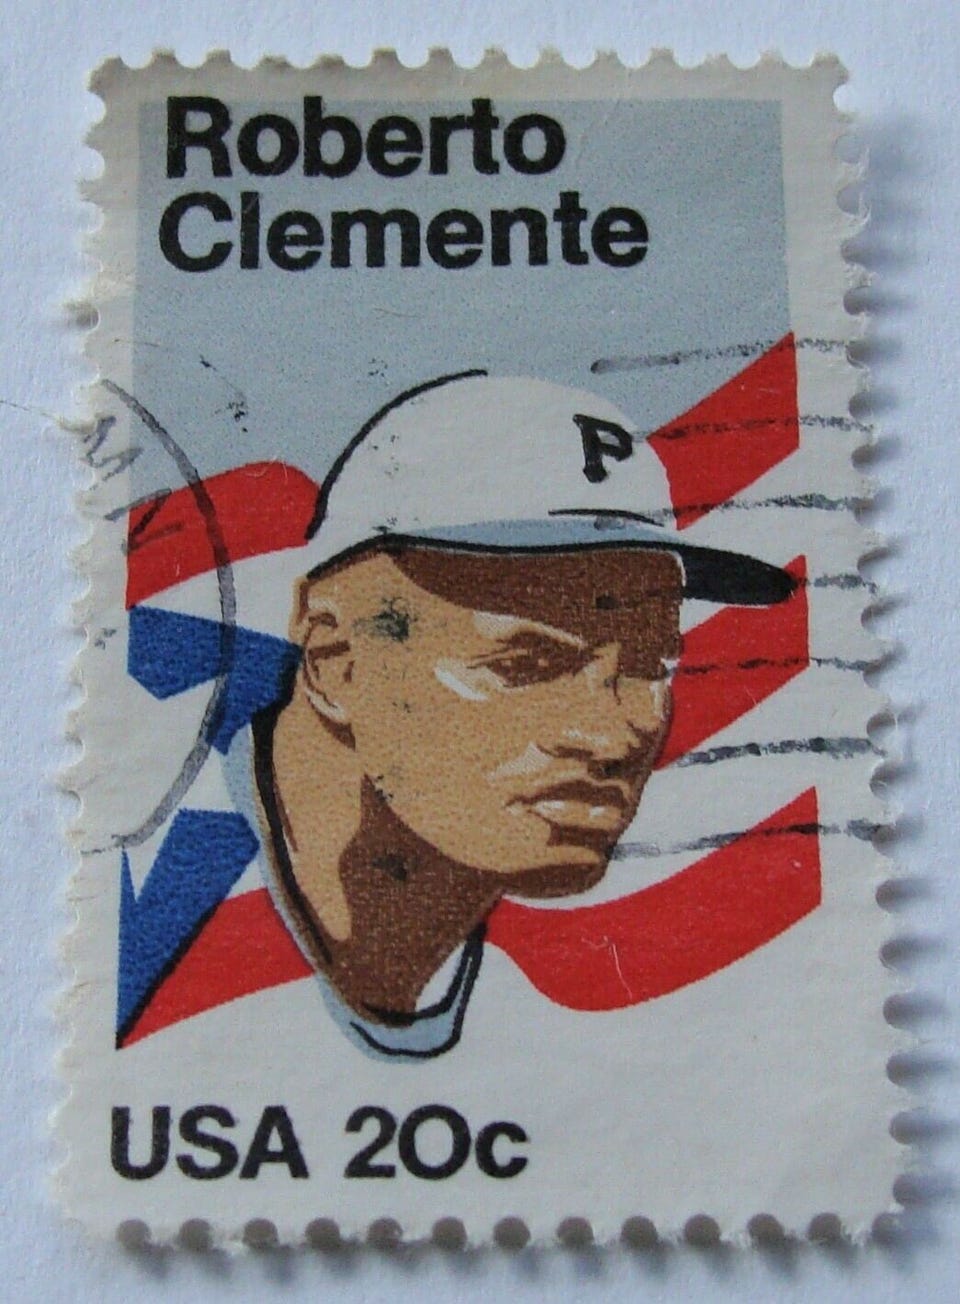 Roberto
Clemente
P
USA 20c